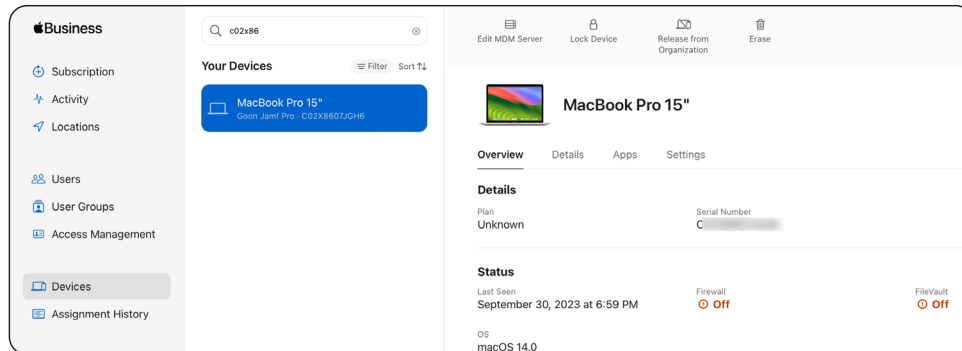 Business
Subscription
Activity
Locations
Users
User Groups
Access Management
Devices
Assignment History
c02x86
Your Devices
Filter Sort
MacBook Pro 15"
Goon Jamf Pro · C02X8607JGH6
Edit MDM Server
Lock Device
Release from
Organization
Erase
MacBook Pro 15"
Overview Details Apps Settings
Details
Plan
Unknown
Serial Number
C
Status
Last Seen
September 30, 2023 at 6:59 PM
Firewall
Off
FileVault
Off
OS
macOS 14.0